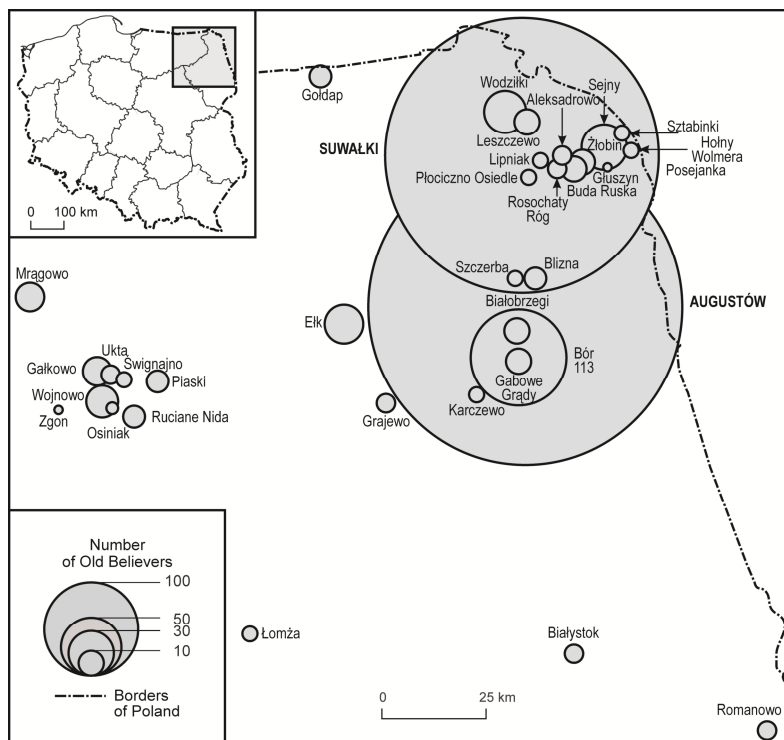 0 100 km
Gołdap
Wodziłki
Aleksadrowo
Sejny
SUWAŁKI
Leszczewo
Żłobin
Sztabinki
Hołny
Wolmera
Posejanka
Lipniak
Płociczno Osiedle
Głuszyn
Buda Ruska
Rosochaty
Róg
Szczerba
Blizna
Mrągowo
Białobrzegi
AUGUSTÓW
Ełk
Bór
113
Ukta
Gałkowo
Śwignajno
Piaski
Gabowe
Grądy
Wojnowo
Zgon
Osiniak
Ruciane Nida
Grajewo
Karczewo
Number
of Old Believers
100
50
30
10
Borders
of Poland
Łomża
Białystok
0 25 km
Romanowo